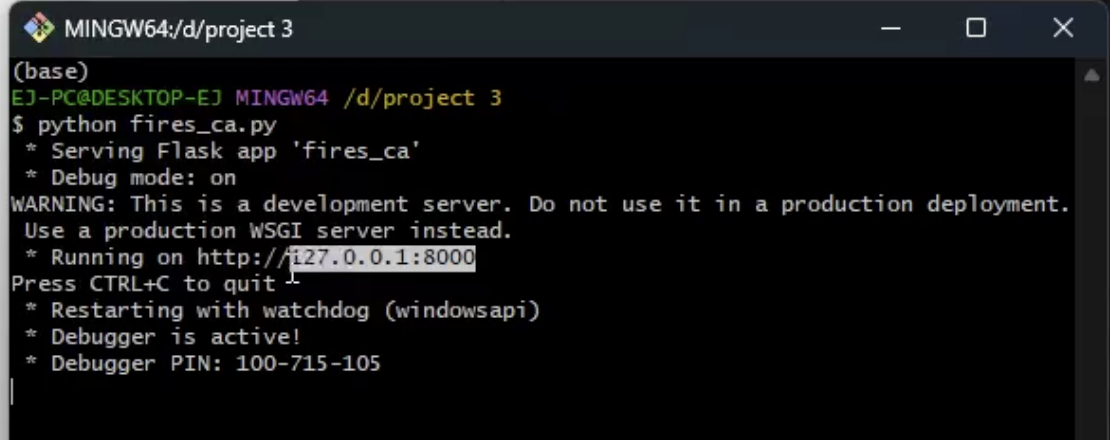 MINGW64:/d/project 3
(base)
EJ-PC@DESKTOP-EJ MINGW64 /d/project 3
$ python fires_ca.py
 * Serving Flask app 'fires_ca'
 * Debug mode: on
WARNING: This is a development server. Do not use it in a production deployment.
 Use a production WSGI server instead.
 * Running on http://127.0.0.1:8000
Press CTRL+C to quit
 * Restarting with watchdog (windowsapi)
 * Debugger is active!
 * Debugger PIN: 100-715-105